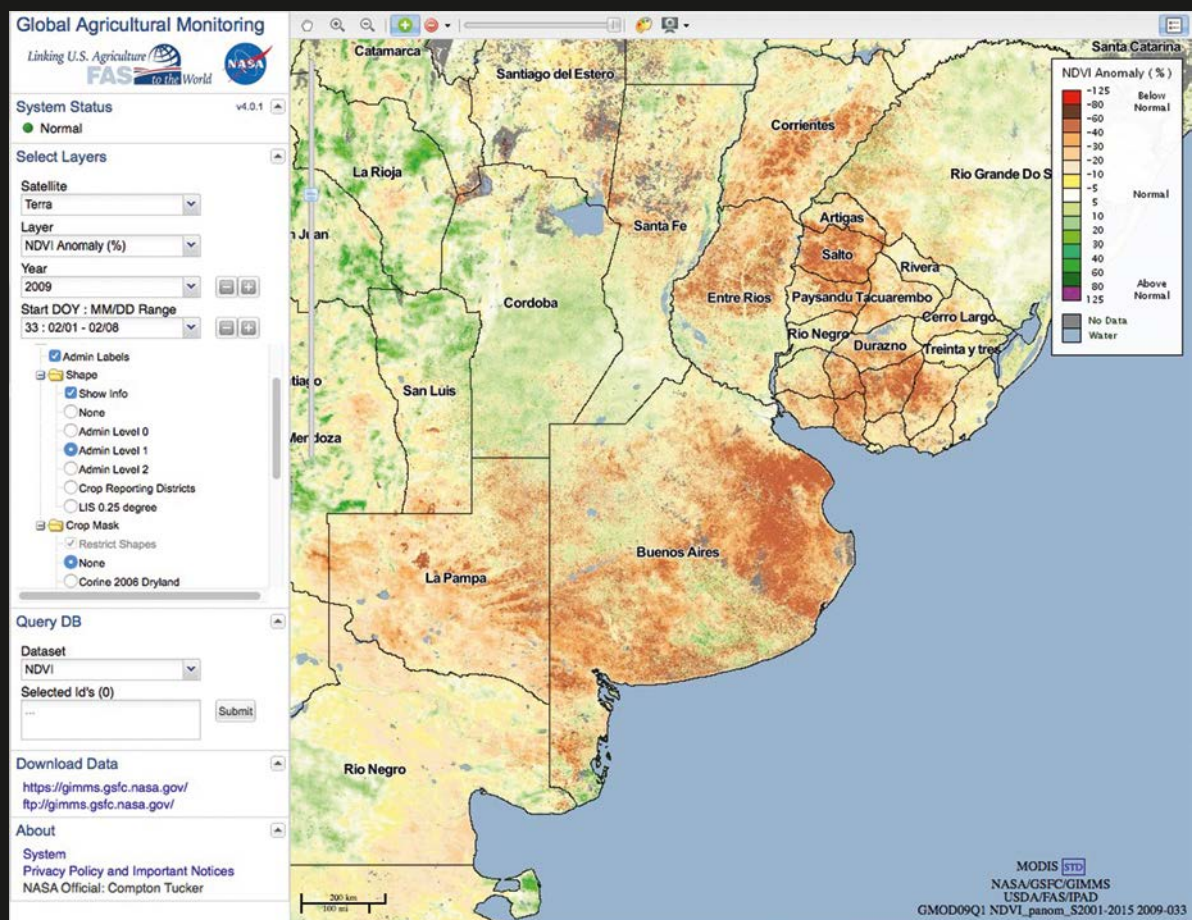 Global Agricultural Monitoring
Linking U.S. Agriculture
FAS to the World
NASA
System Status v4.0.1
Normal
Select Layers
Satellite
Terra
Layer
NDVI Anomaly (%)
Year
2009
Start DOY : MM/DD Range
33 : 02/01 - 02/08
Admin Labels
Shape
Show Info
None
Admin Level 0
Admin Level 1
Admin Level 2
Crop Reporting Districts
LIS 0.25 degree
Crop Mask
Restrict Shapes
None
Corine 2006 Dryland
Query DB
Dataset
NDVI
Selected Id's (0)
...
Submit
Download Data
https://gimms.gsfc.nasa.gov/
ftp://gimms.gsfc.nasa.gov/
About
System
Privacy Policy and Important Notices
NASA Official: Compton Tucker
Catamarca
Santiago del Estero
Santa Catarina
Corrientes
La Rioja
Rio Grande Do S
Artigas
n Juan
Santa Fe
Salto
Rivera
Cordoba
Entre Rios
Paysandu Tacuarembo
Cerro Largo
Rio Negro
Durazno
Treinta y tres
tiago
San Luis
Mendoza
Buenos Aires
La Pampa
Rio Negro
NDVI Anomaly (%)
-125
Below
-80
Normal
-60
-40
-30
-20
-10
-5
Normal
5
10
20
30
40
60
80
Above
125
Normal
No Data
Water
200 km
100 mi
MODIS STD
NASA/GSFC/GIMMS
USDA/FAS/IPAD
GMOD09Q1 NDVI_panom_S2001-2015 2009-033